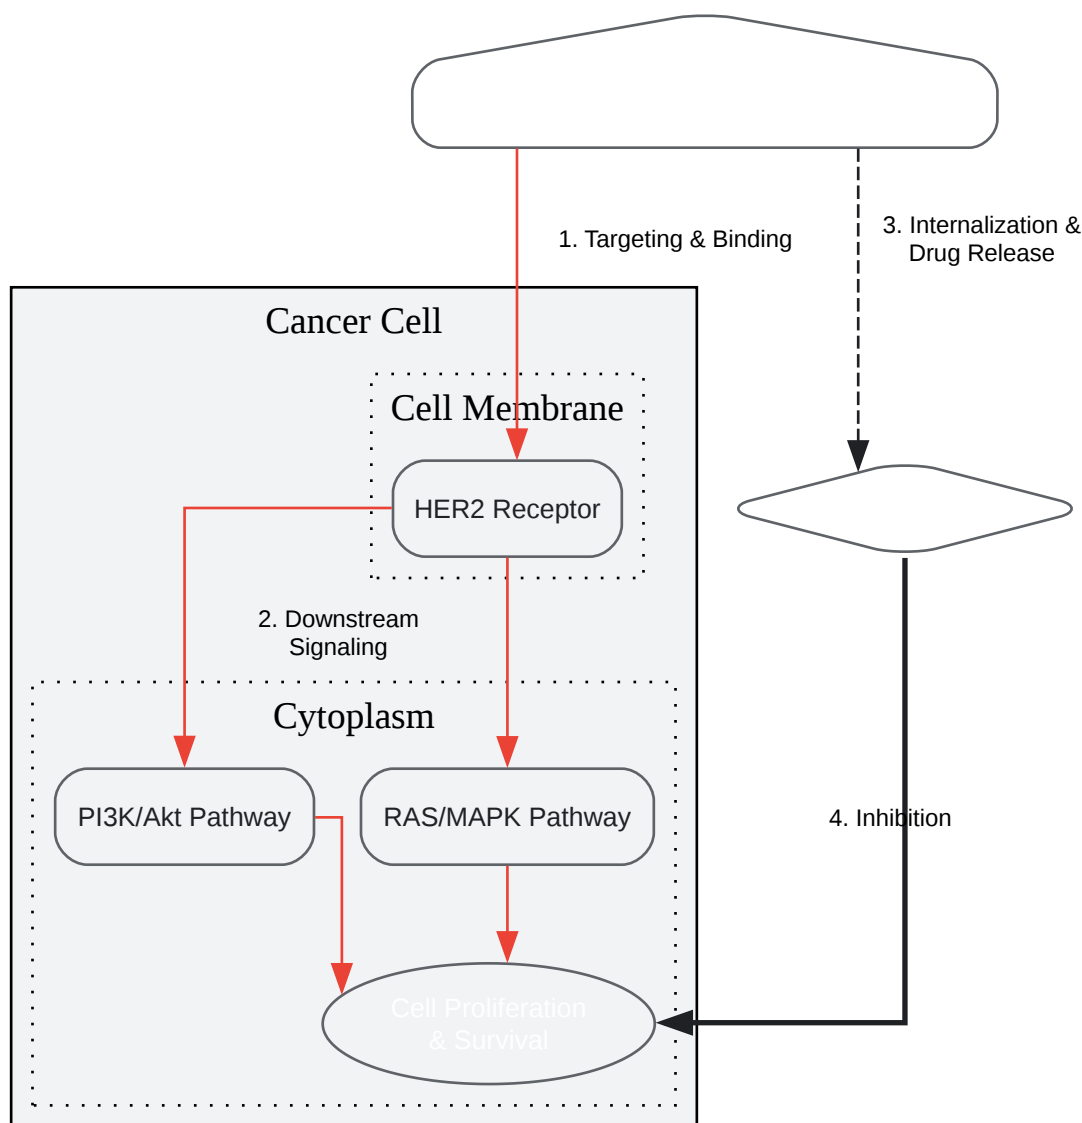 1. Targeting & Binding
3. Internalization &
Drug Release
Cancer Cell
Cell Membrane
HER2 Receptor
2. Downstream
Signaling
Cytoplasm
PI3K/Akt Pathway
RAS/MAPK Pathway
4. Inhibition
Cell Proliferation
& Survival